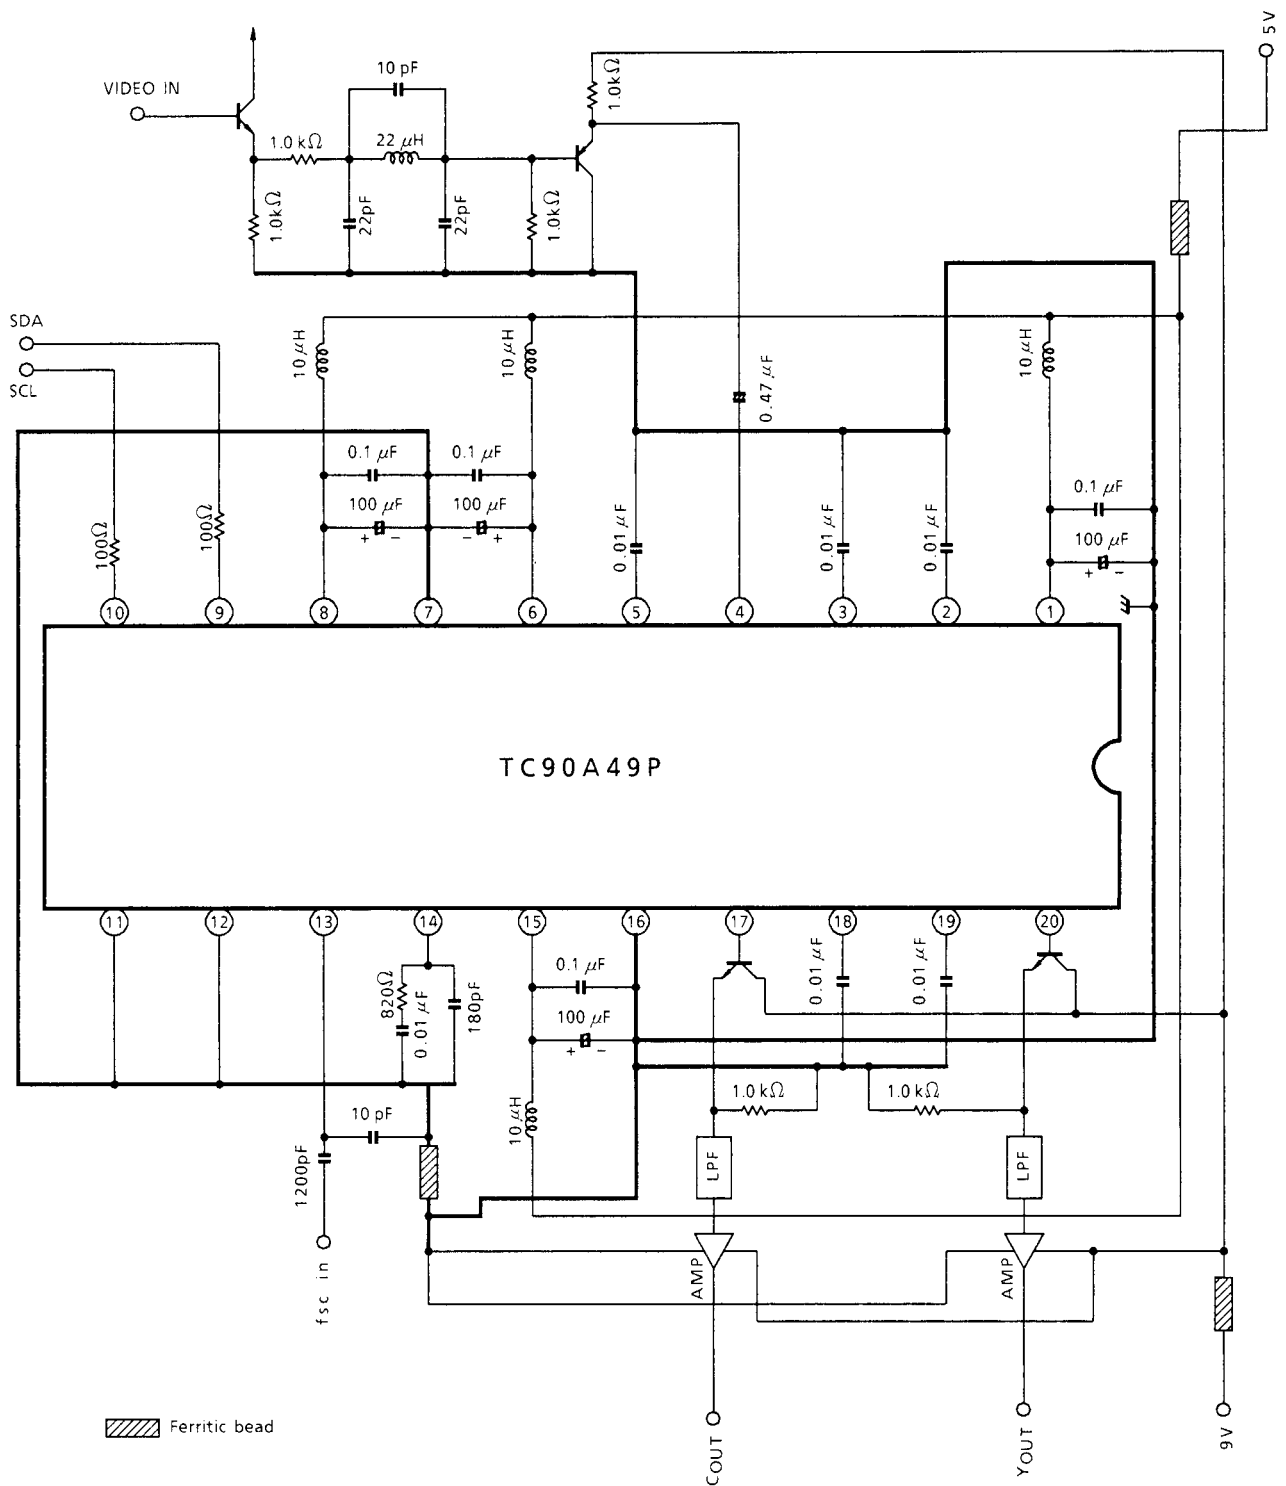 5V
VIDEO IN
10 pF
1.0kΩ
1.0 kΩ
22 μH
1.0kΩ
22pF
22pF
1.0kΩ
SDA
SCL
10 μH
10 μH
0.47 μF
10 μH
0.1 μF
0.1 μF
0.1 μF
100 μF
100 μF
100 μF
+ −
− +
+ −
100Ω
100Ω
0.01 μF
0.01 μF
0.01 μF
10
9
8
7
6
5
4
3
2
1
TC90A49P
11
12
13
14
15
16
17
18
19
20
820Ω
0.01 μF
180pF
0.1 μF
100 μF
+ −
0.01 μF
0.01 μF
10 pF
1200pF
10 μH
1.0 kΩ
1.0 kΩ
LPF
LPF
fsc in
AMP
AMP
Ferritic bead
COUT
YOUT
9V